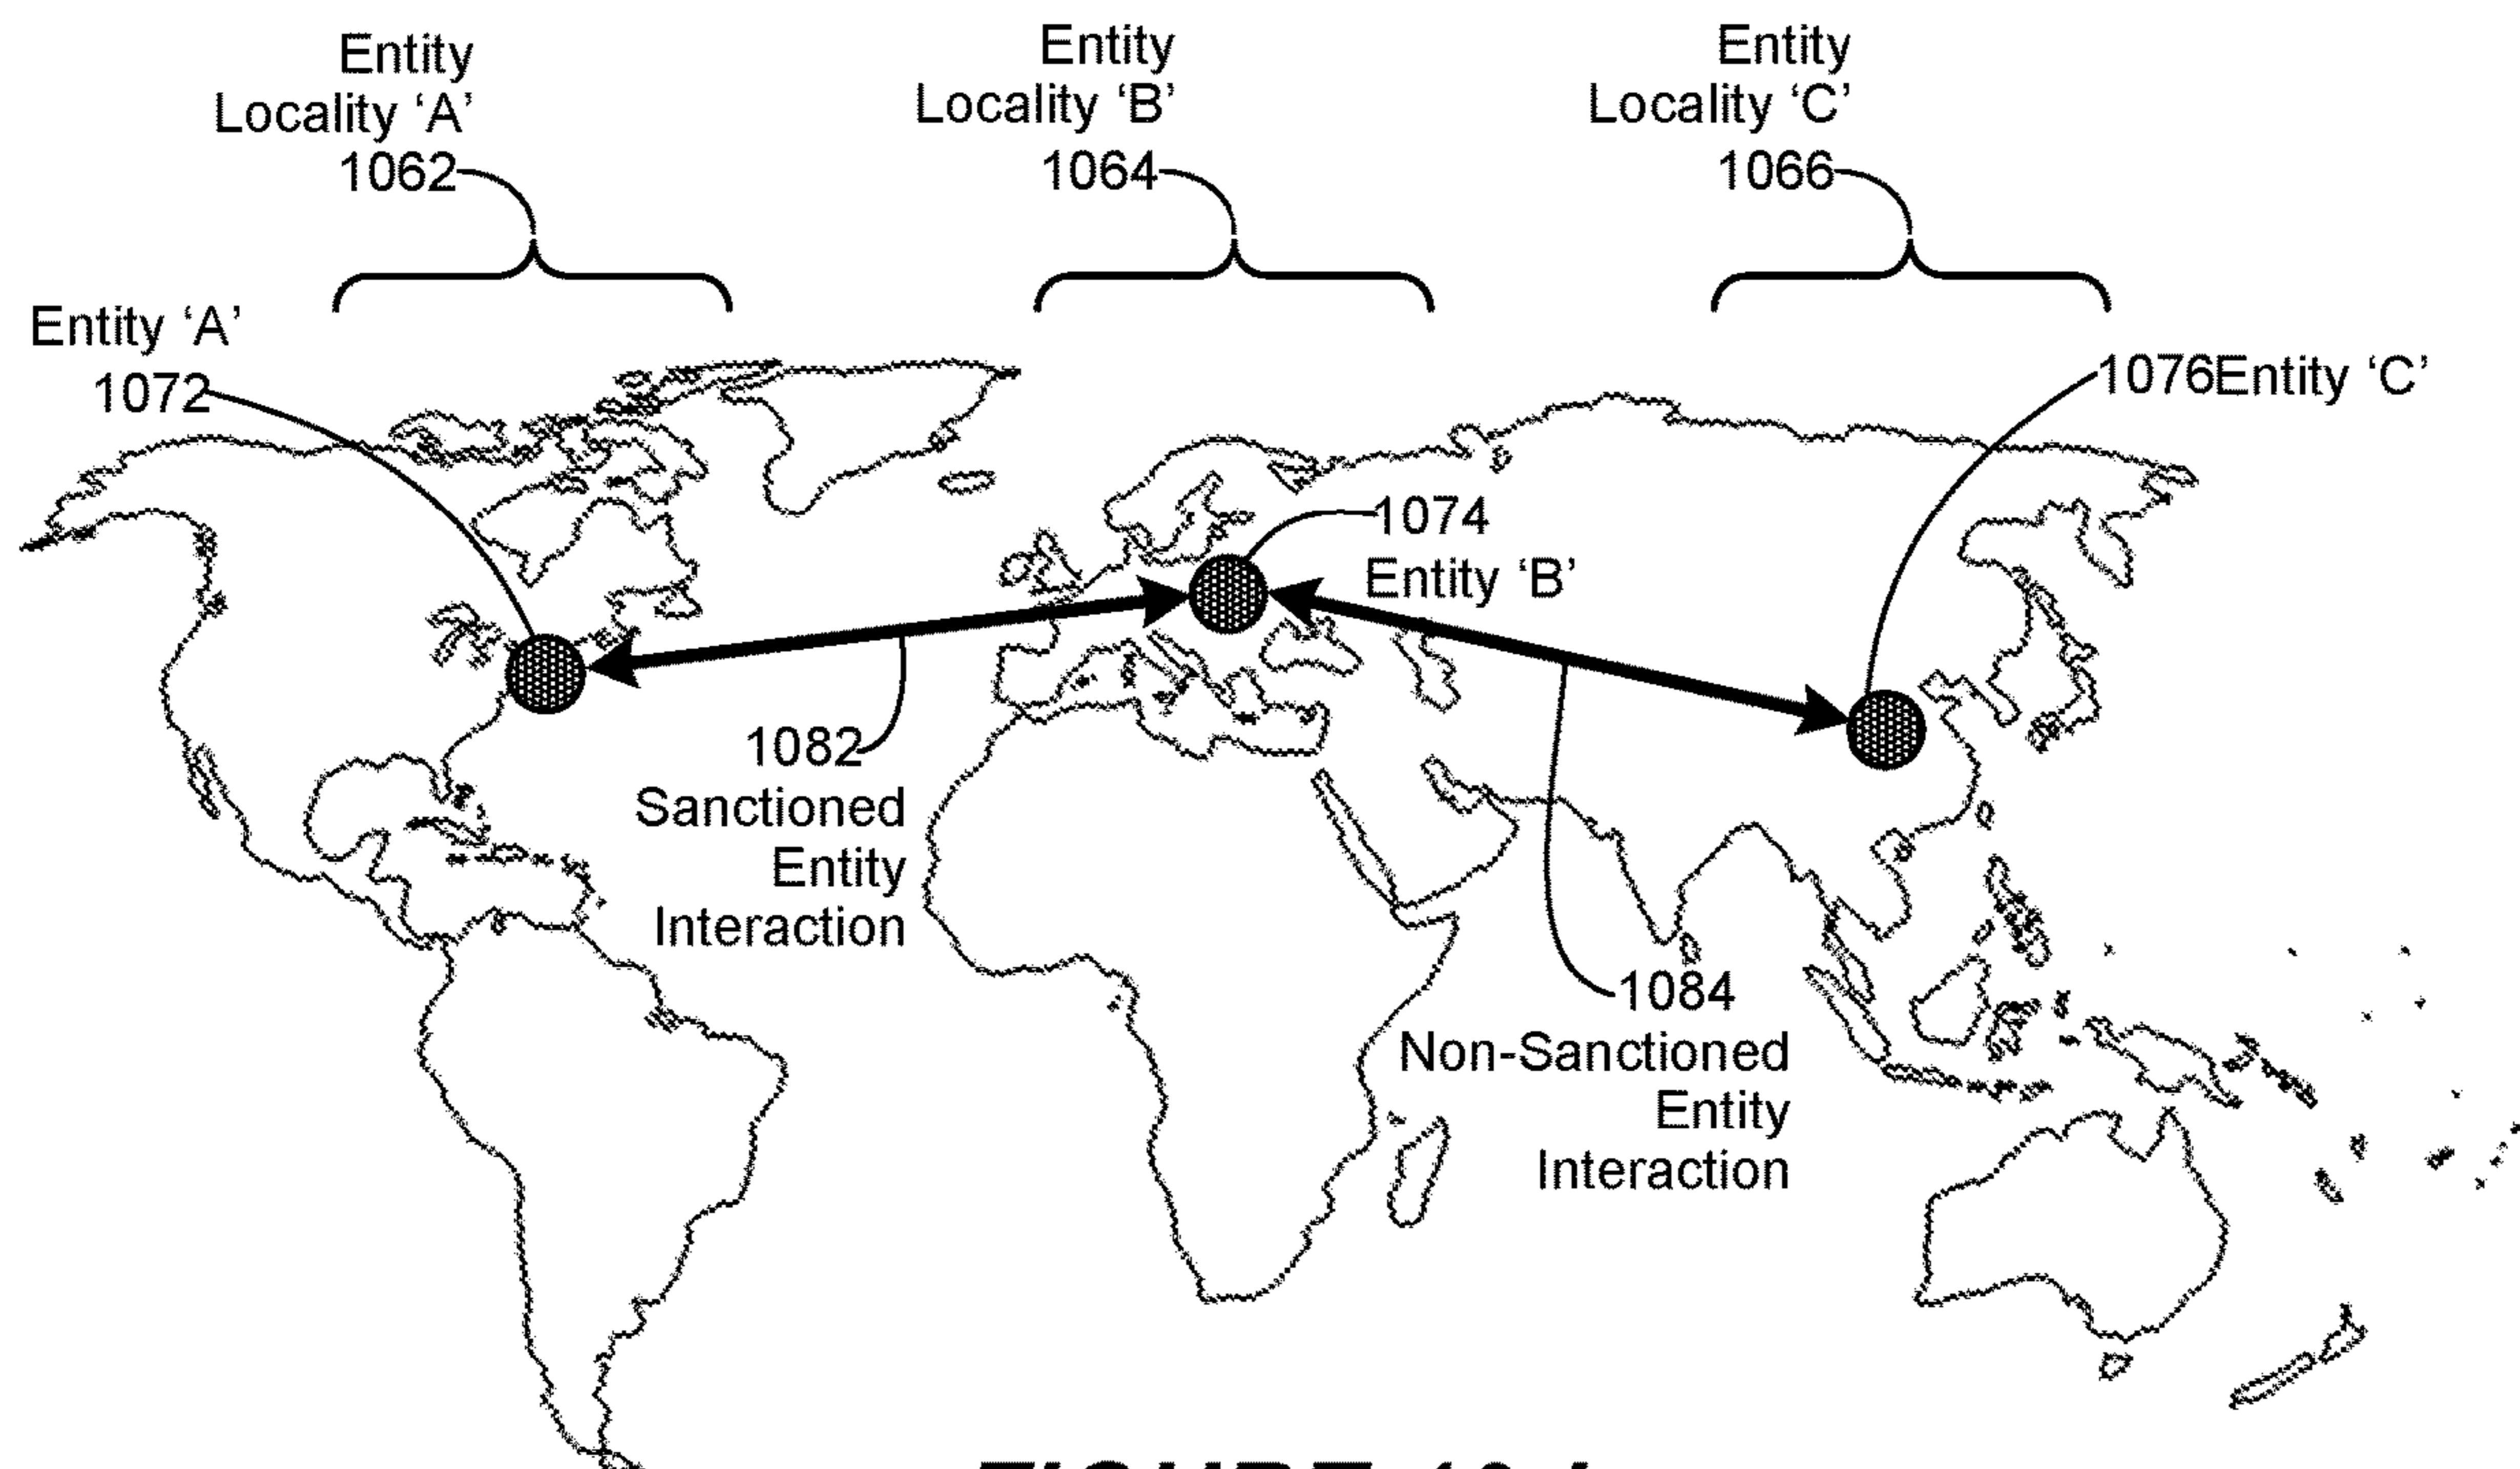 Entity
Locality ‘A’
1062
Entity
Locality ‘B’
1064
Entity
Locality ‘C’
1066
Entity ‘A’
1072
1076Entity ‘C’
1074
Entity ‘B’
1082
Sanctioned
Entity
Interaction
1084
Non-Sanctioned
Entity
Interaction